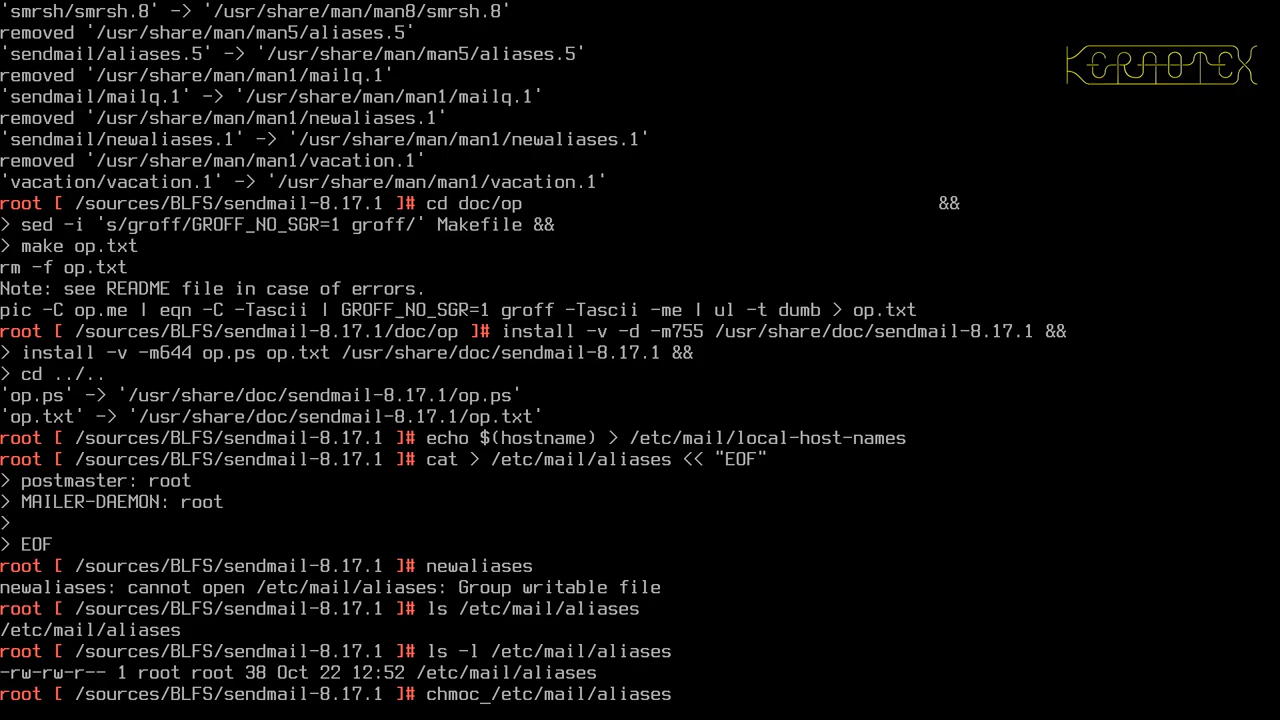 'smrsh/smrsh.8' -> '/usr/share/man/man8/smrsh.8'
removed '/usr/share/man/man5/aliases.5'
'sendmail/aliases.5' -> '/usr/share/man/man5/aliases.5'
removed '/usr/share/man/man1/mailq.1'
'sendmail/mailq.1' -> '/usr/share/man/man1/mailq.1'
removed '/usr/share/man/man1/newaliases.1'
'sendmail/newaliases.1' -> '/usr/share/man/man1/newaliases.1'
removed '/usr/share/man/man1/vacation.1'
'vacation/vacation.1' -> '/usr/share/man/man1/vacation.1'
root [ /sources/BLFS/sendmail-8.17.1 ]# cd doc/op &&
> sed -i 's/groff/GROFF_NO_SGR=1 groff/' Makefile &&
> make op.txt
rm -f op.txt
Note: see README file in case of errors.
pic -C op.me | eqn -C -Tascii | GROFF_NO_SGR=1 groff -Tascii -me | ul -t dumb > op.txt
root [ /sources/BLFS/sendmail-8.17.1/doc/op ]# install -v -d -m755 /usr/share/doc/sendmail-8.17.1 &&
> install -v -m644 op.ps op.txt /usr/share/doc/sendmail-8.17.1 &&
> cd ../..
'op.ps' -> '/usr/share/doc/sendmail-8.17.1/op.ps'
'op.txt' -> '/usr/share/doc/sendmail-8.17.1/op.txt'
root [ /sources/BLFS/sendmail-8.17.1 ]# echo $(hostname) > /etc/mail/local-host-names
root [ /sources/BLFS/sendmail-8.17.1 ]# cat > /etc/mail/aliases << "EOF"
> postmaster: root
> MAILER-DAEMON: root
>
> EOF
root [ /sources/BLFS/sendmail-8.17.1 ]# newaliases
newaliases: cannot open /etc/mail/aliases: Group writable file
root [ /sources/BLFS/sendmail-8.17.1 ]# ls /etc/mail/aliases
/etc/mail/aliases
root [ /sources/BLFS/sendmail-8.17.1 ]# ls -l /etc/mail/aliases
-rw-rw-r-- 1 root root 38 Oct 22 12:52 /etc/mail/aliases
root [ /sources/BLFS/sendmail-8.17.1 ]# chmoc_/etc/mail/aliases